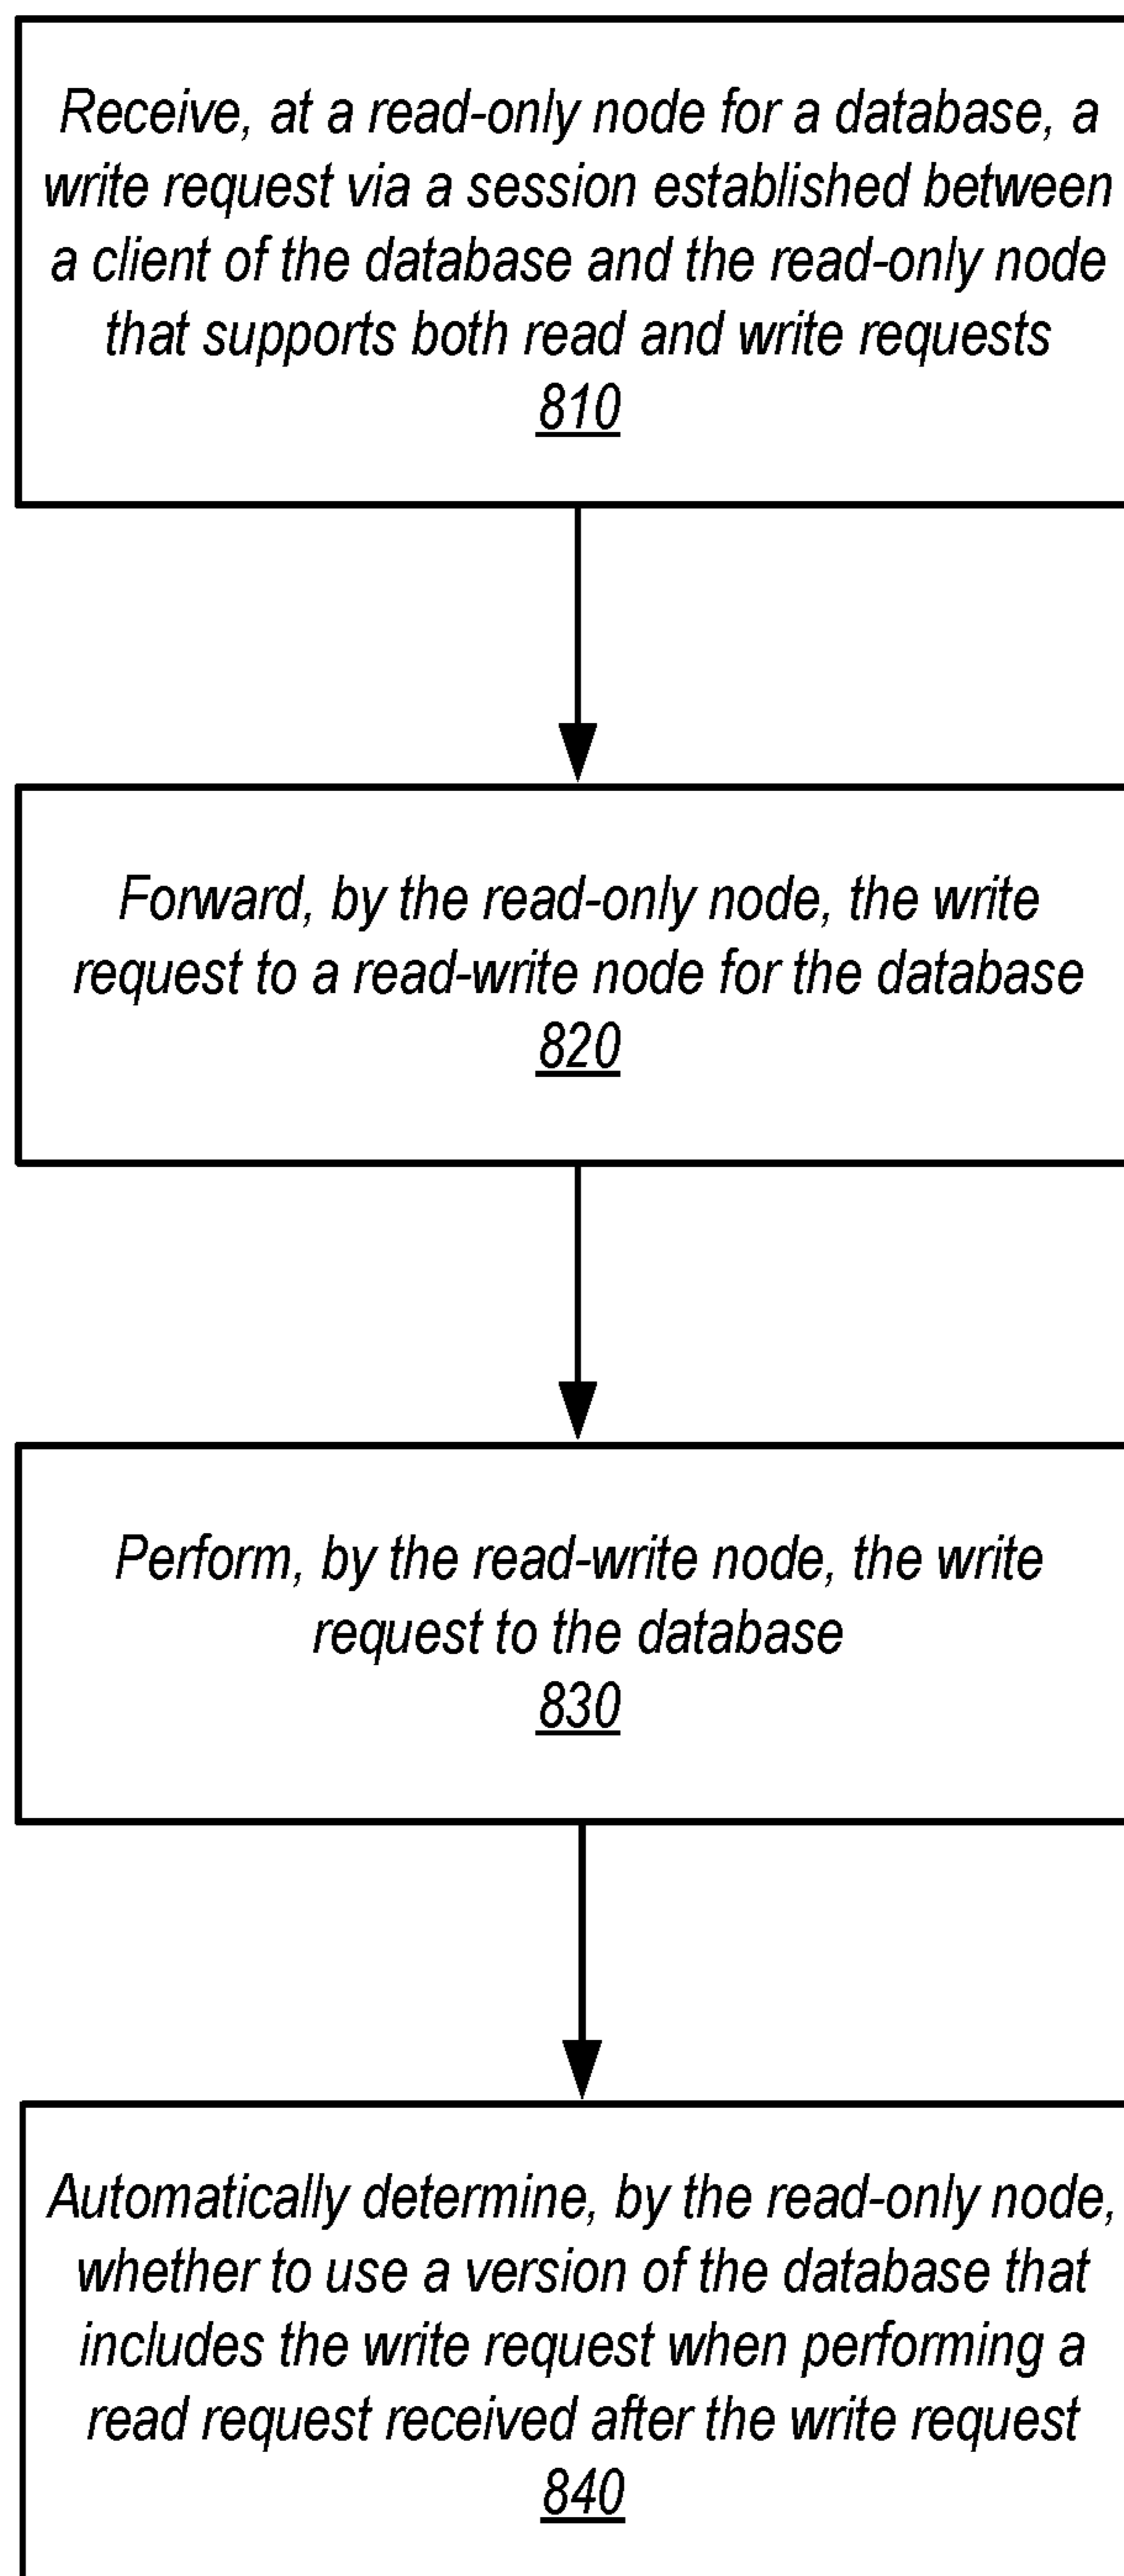 Receive, at a read-only node for a database, a
write request via a session established between
a client of the database and the read-only node
that supports both read and write requests
810
Forward, by the read-only node, the write
request to a read-write node for the database
820
Perform, by the read-write node, the write
request to the database
830
Automatically determine, by the read-only node,
whether to use a version of the database that
includes the write request when performing a
read request received after the write request
840